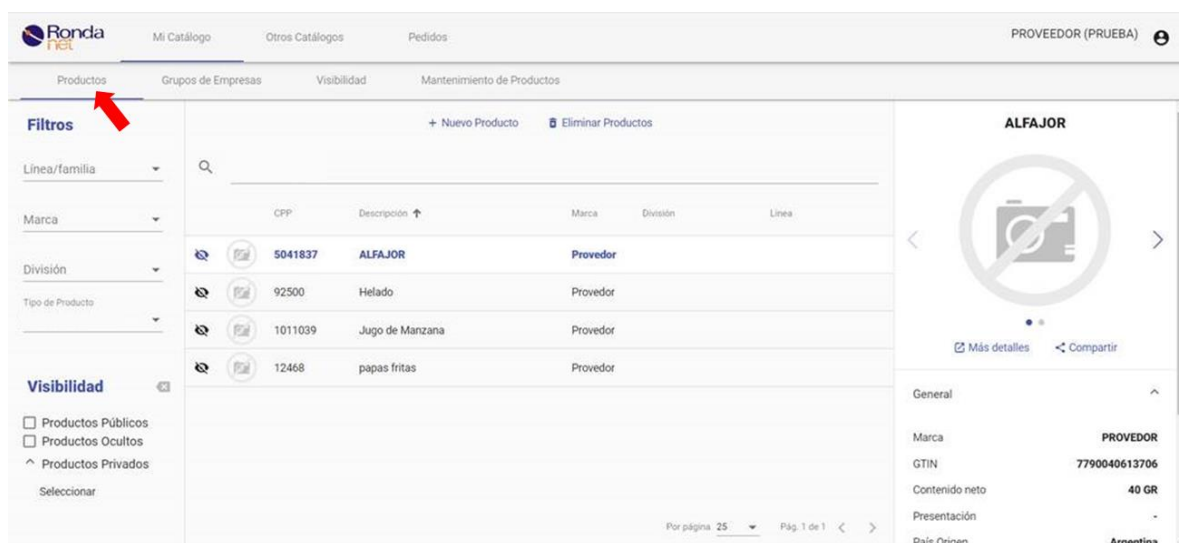 Ronda
net
Mi Catálogo Otros Catálogos Pedidos PROVEEDOR (PRUEBA)
Productos Grupos de Empresas Visibilidad Mantenimiento de Productos
Filtros
Línea/familia
Marca
División
Tipo de Producto
Visibilidad
Productos Públicos
Productos Ocultos
Productos Privados
Seleccionar
+ Nuevo Producto Eliminar Productos
CPP Descripción Marca División Linea
5041837 ALFAJOR Provedor
92500 Helado Provedor
1011039 Jugo de Manzana Provedor
12468 papas fritas Provedor
Por página 25 Pág. 1 de 1
ALFAJOR
Más detalles Compartir
General
Marca PROVEDOR
GTIN 7790040613706
Contenido neto 40 GR
Presentación -
País Origen Argentina